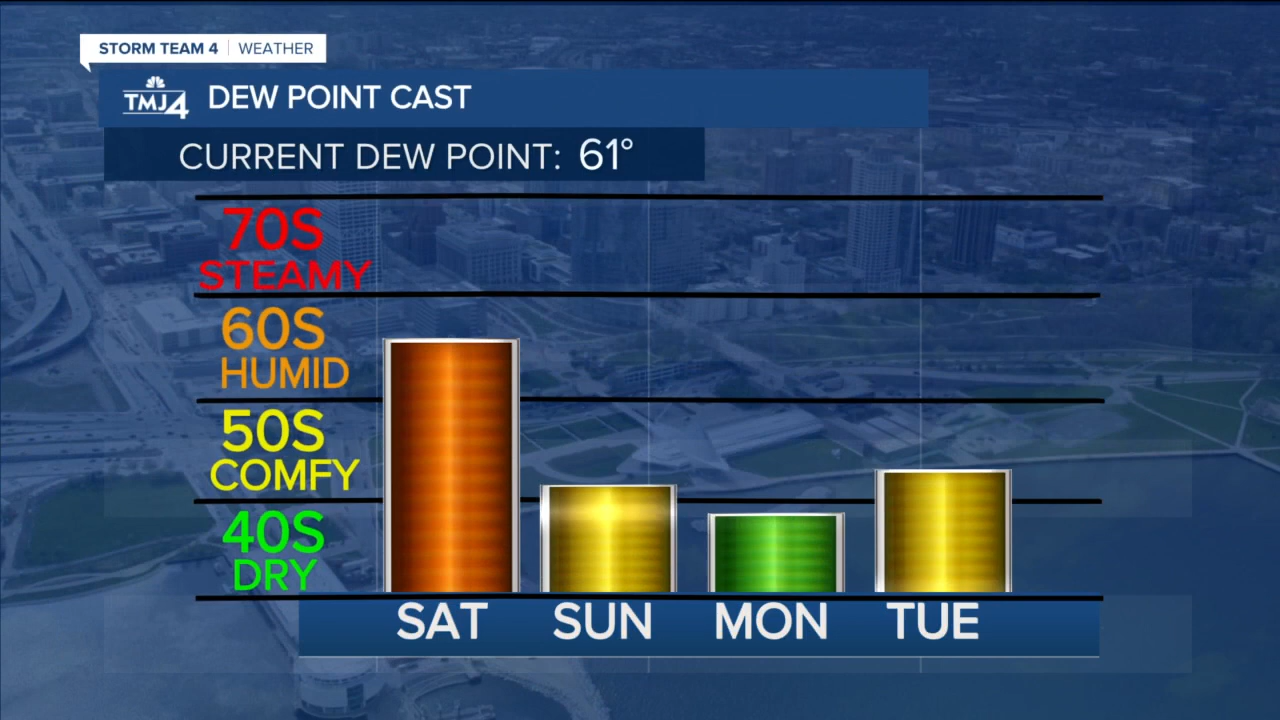 STORM TEAM 4 | WEATHER
TMJ4 DEW POINT CAST
CURRENT DEW POINT: 61°
70S
STEAMY
60S
HUMID
50S
COMFY
40S
DRY
SAT SUN MON TUE